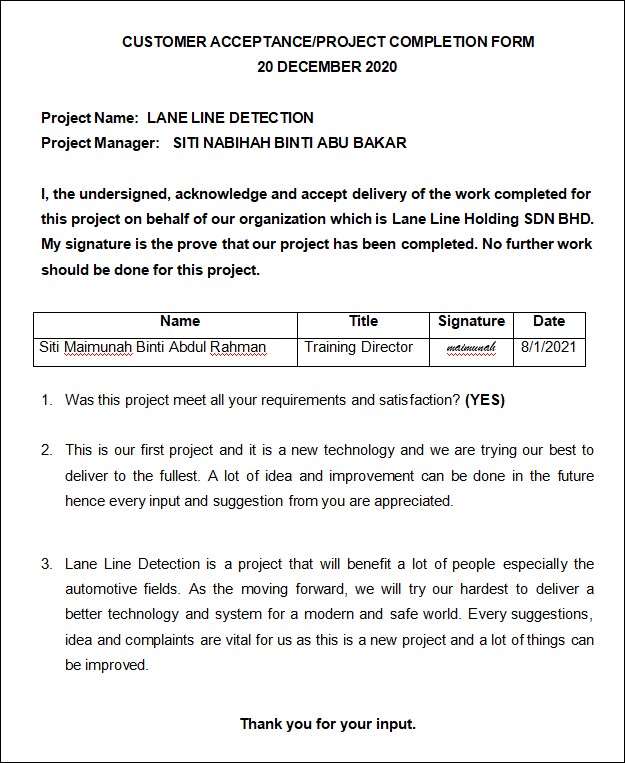 CUSTOMER ACCEPTANCE/PROJECT COMPLETION FORM
20 DECEMBER 2020
Project Name: LANE LINE DETECTION
Project Manager: SITI NABIHAH BINTI ABU BAKAR
I, the undersigned, acknowledge and accept delivery of the work completed for
this project on behalf of our organization which is Lane Line Holding SDN BHD.
My signature is the prove that our project has been completed. No further work
should be done for this project.
Name Title Signature Date
Siti Maimunah Binti Abdul Rahman Training Director maimunah 8/1/2021
1. Was this project meet all your requirements and satisfaction? (YES)
2. This is our first project and it is a new technology and we are trying our best to
deliver to the fullest. A lot of idea and improvement can be done in the future
hence every input and suggestion from you are appreciated.
3. Lane Line Detection is a project that will benefit a lot of people especially the
automotive fields. As the moving forward, we will try our hardest to deliver a
better technology and system for a modern and safe world. Every suggestions,
idea and complaints are vital for us as this is a new project and a lot of things can
be improved.
Thank you for your input.